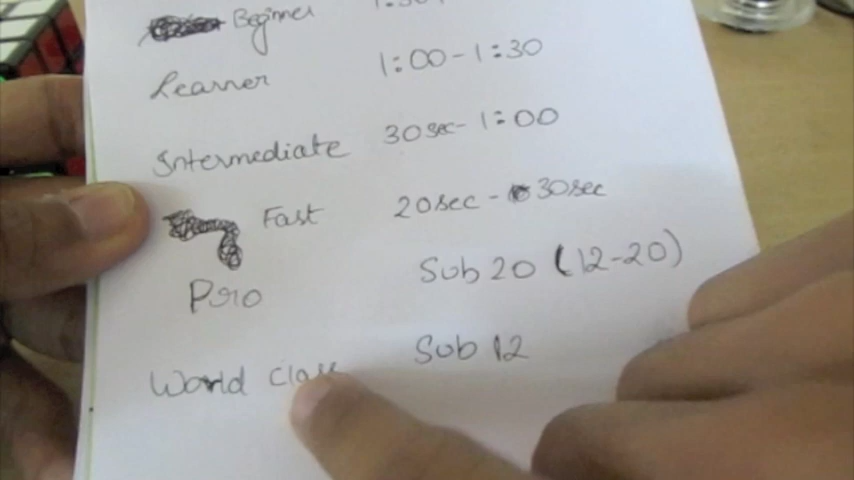 Beginner
Learner 1:00-1:30
Intermediate 30sec-1:00
Fast 20sec-30sec
Pro Sub 20 (12-20)
World Class Sub 12